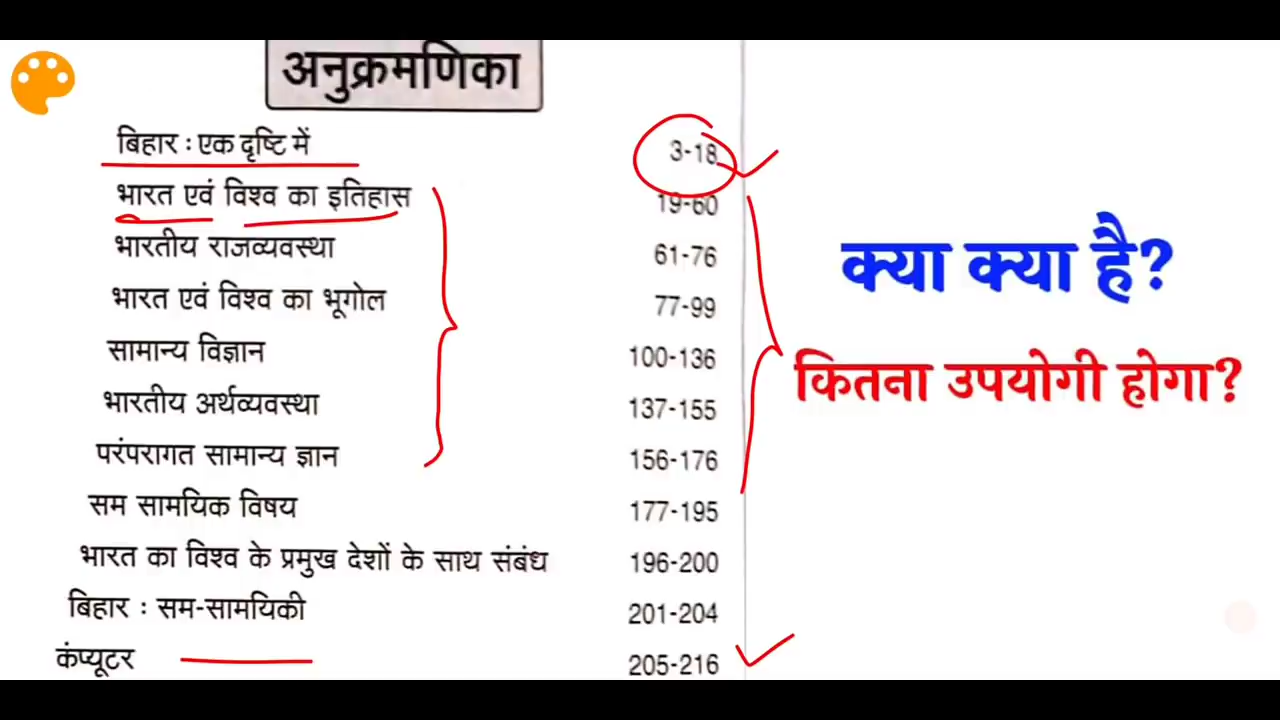 अनुक्रमणिका
बिहार : एक दृष्टि में 3-18
भारत एवं विश्व का इतिहास 19-60
भारतीय राजव्यवस्था 61-76
भारत एवं विश्व का भूगोल 77-99
सामान्य विज्ञान 100-136
भारतीय अर्थव्यवस्था 137-155
परंपरागत सामान्य ज्ञान 156-176
सम सामयिक विषय 177-195
भारत का विश्व के प्रमुख देशों के साथ संबंध 196-200
बिहार : सम-सामयिकी 201-204
कंप्यूटर 205-216
क्या क्या है?
कितना उपयोगी होगा?